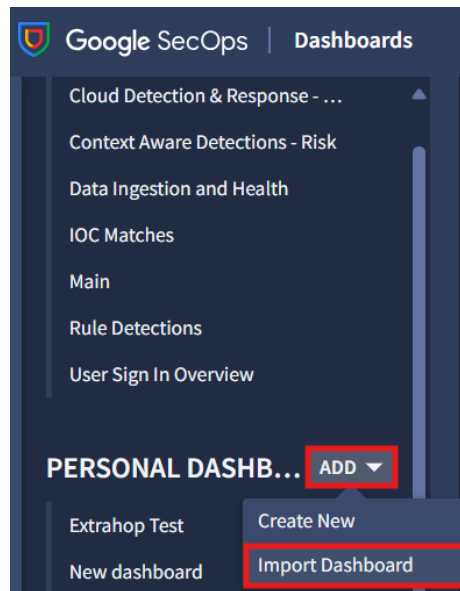 Google SecOps | Dashboards
Cloud Detection & Response - ...
Context Aware Detections - Risk
Data Ingestion and Health
IOC Matches
Main
Rule Detections
User Sign In Overview
PERSONAL DASHB... ADD
Extrahop Test
Create New
New dashboard
Import Dashboard